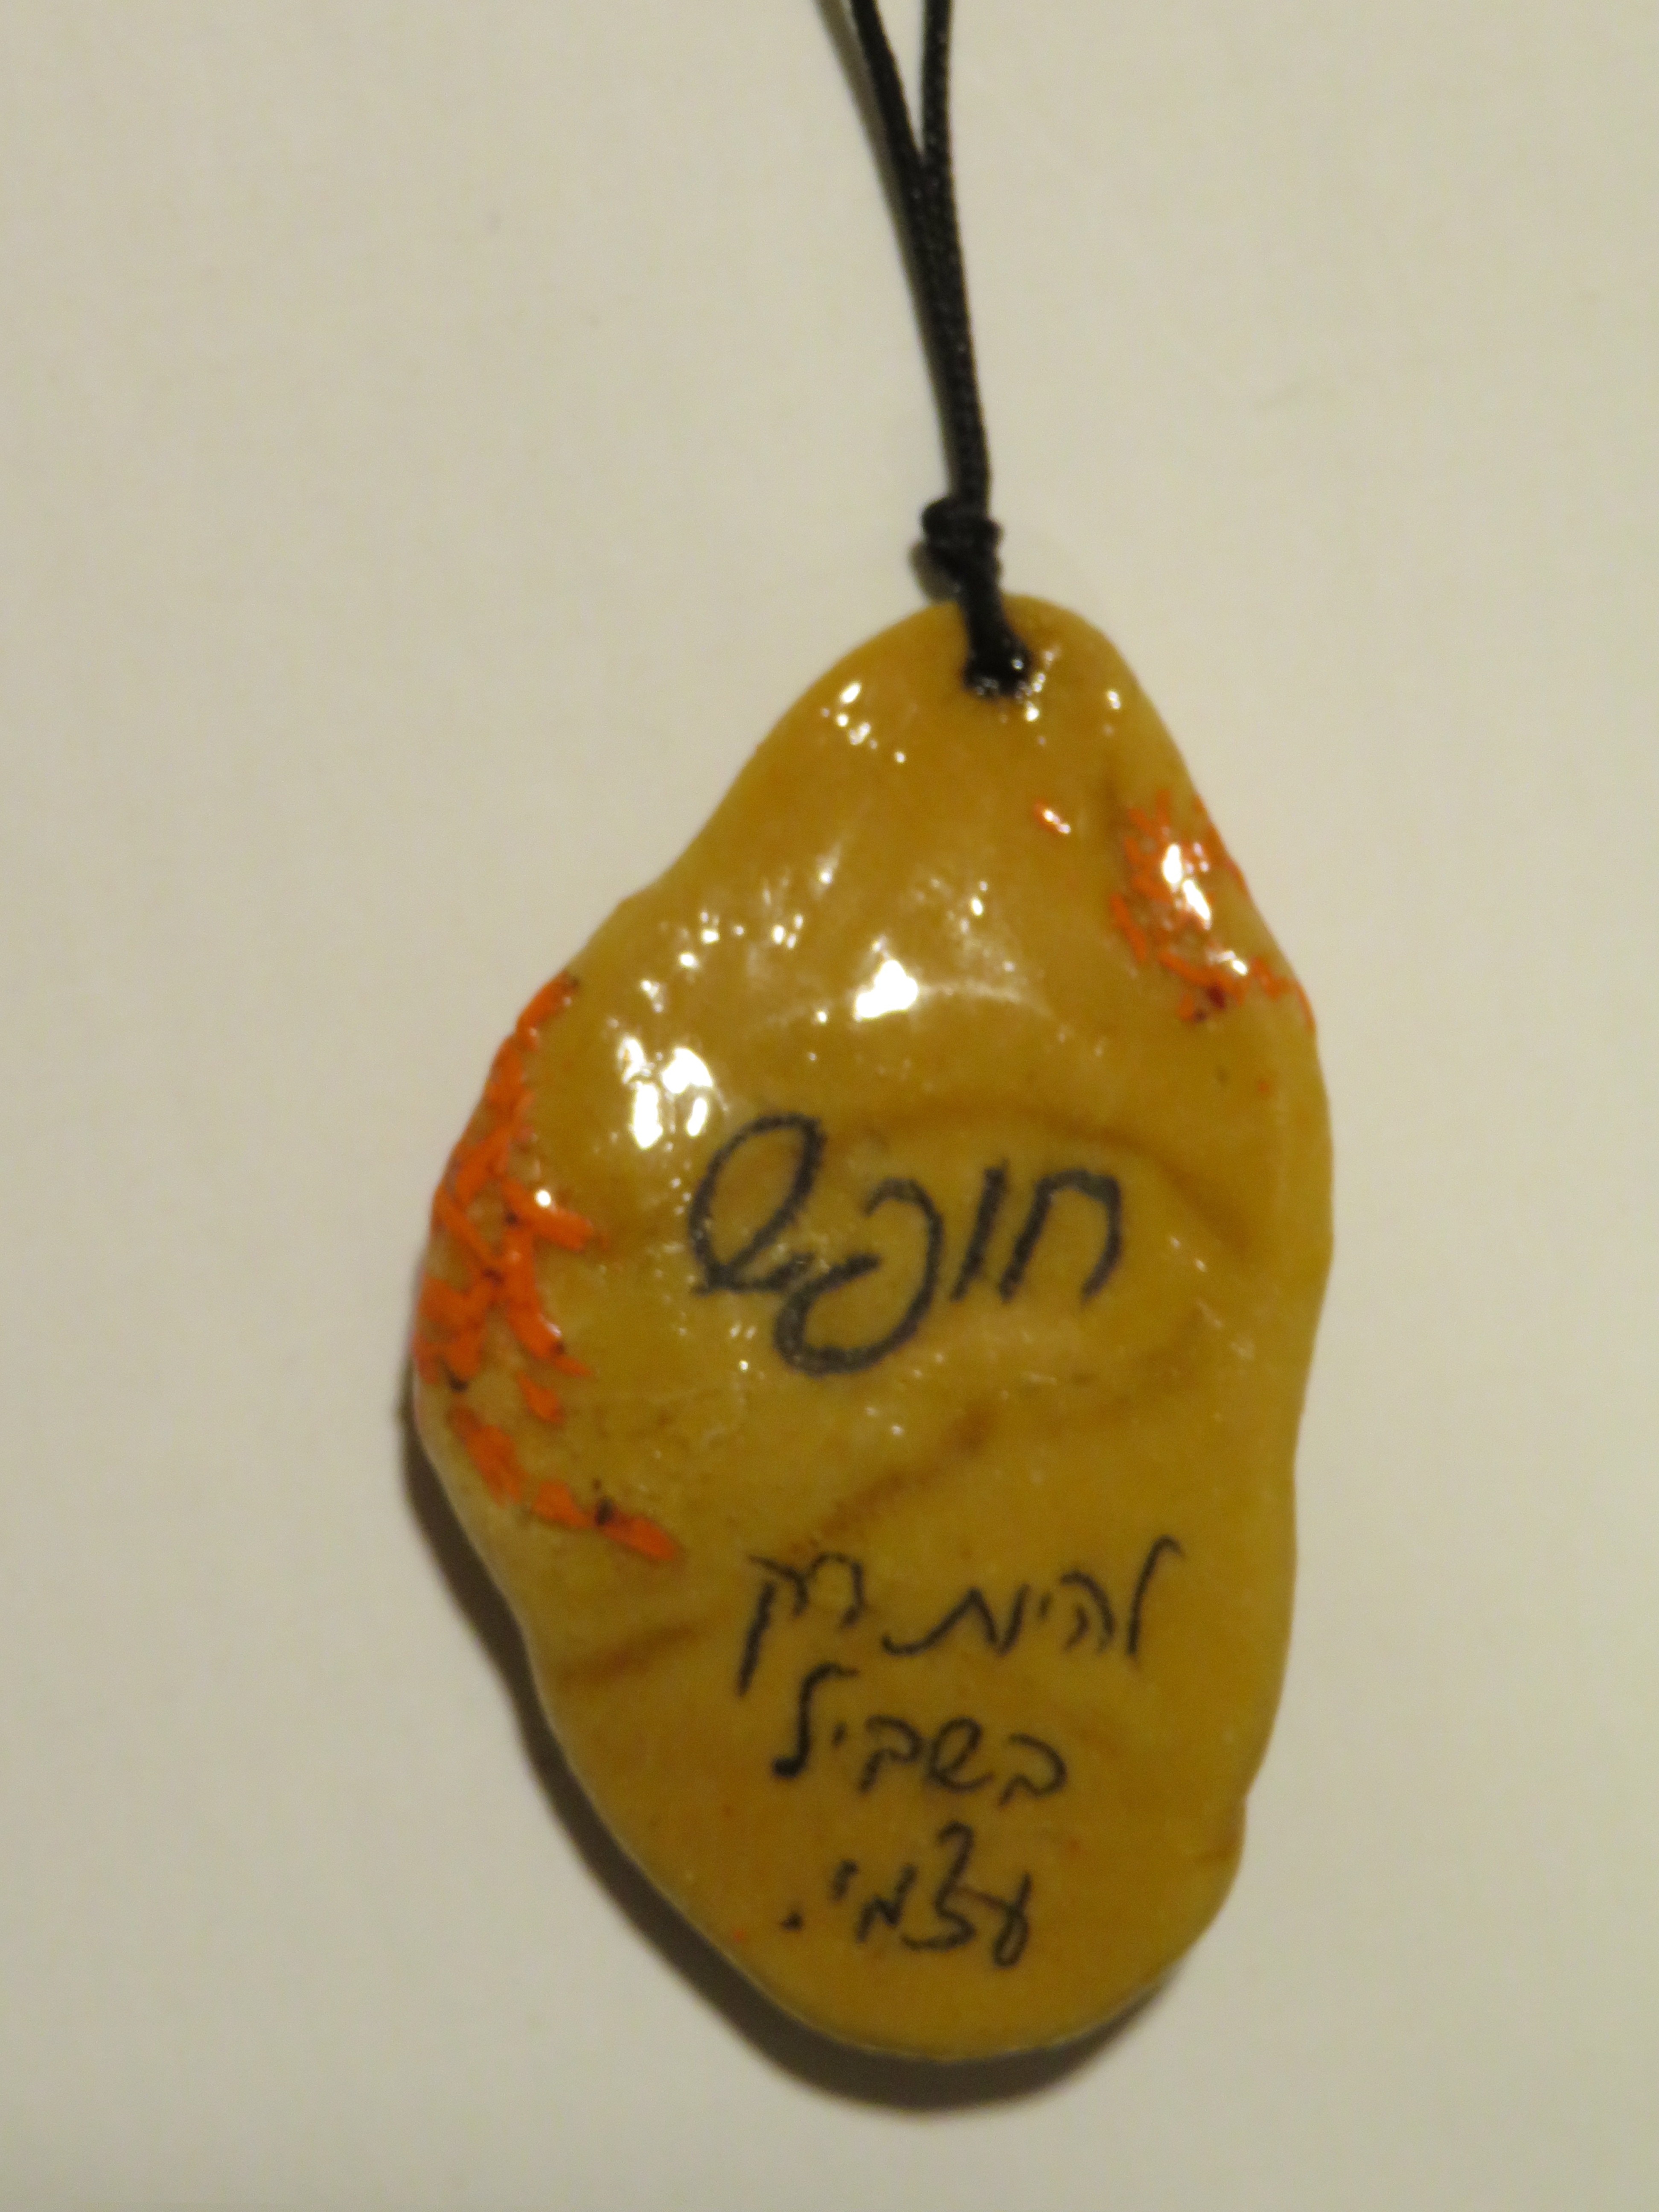 חופש
להיות רק
בשביל
עצמי.